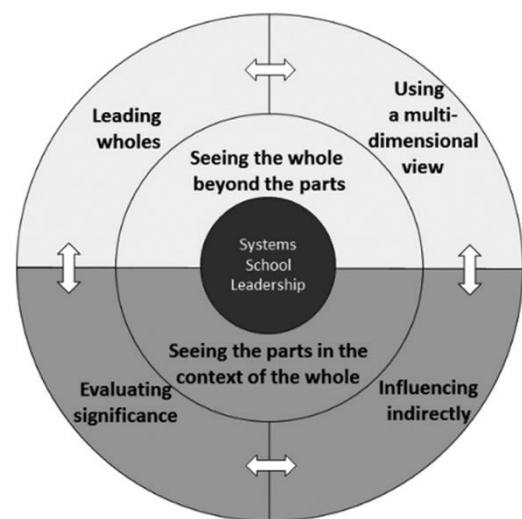 Leading
wholes
Using
a multi-
dimensional
view
Seeing the whole
beyond the parts
Systems
School
Leadership
Seeing the parts in the
context of the whole
Evaluating
significance
Influencing
indirectly